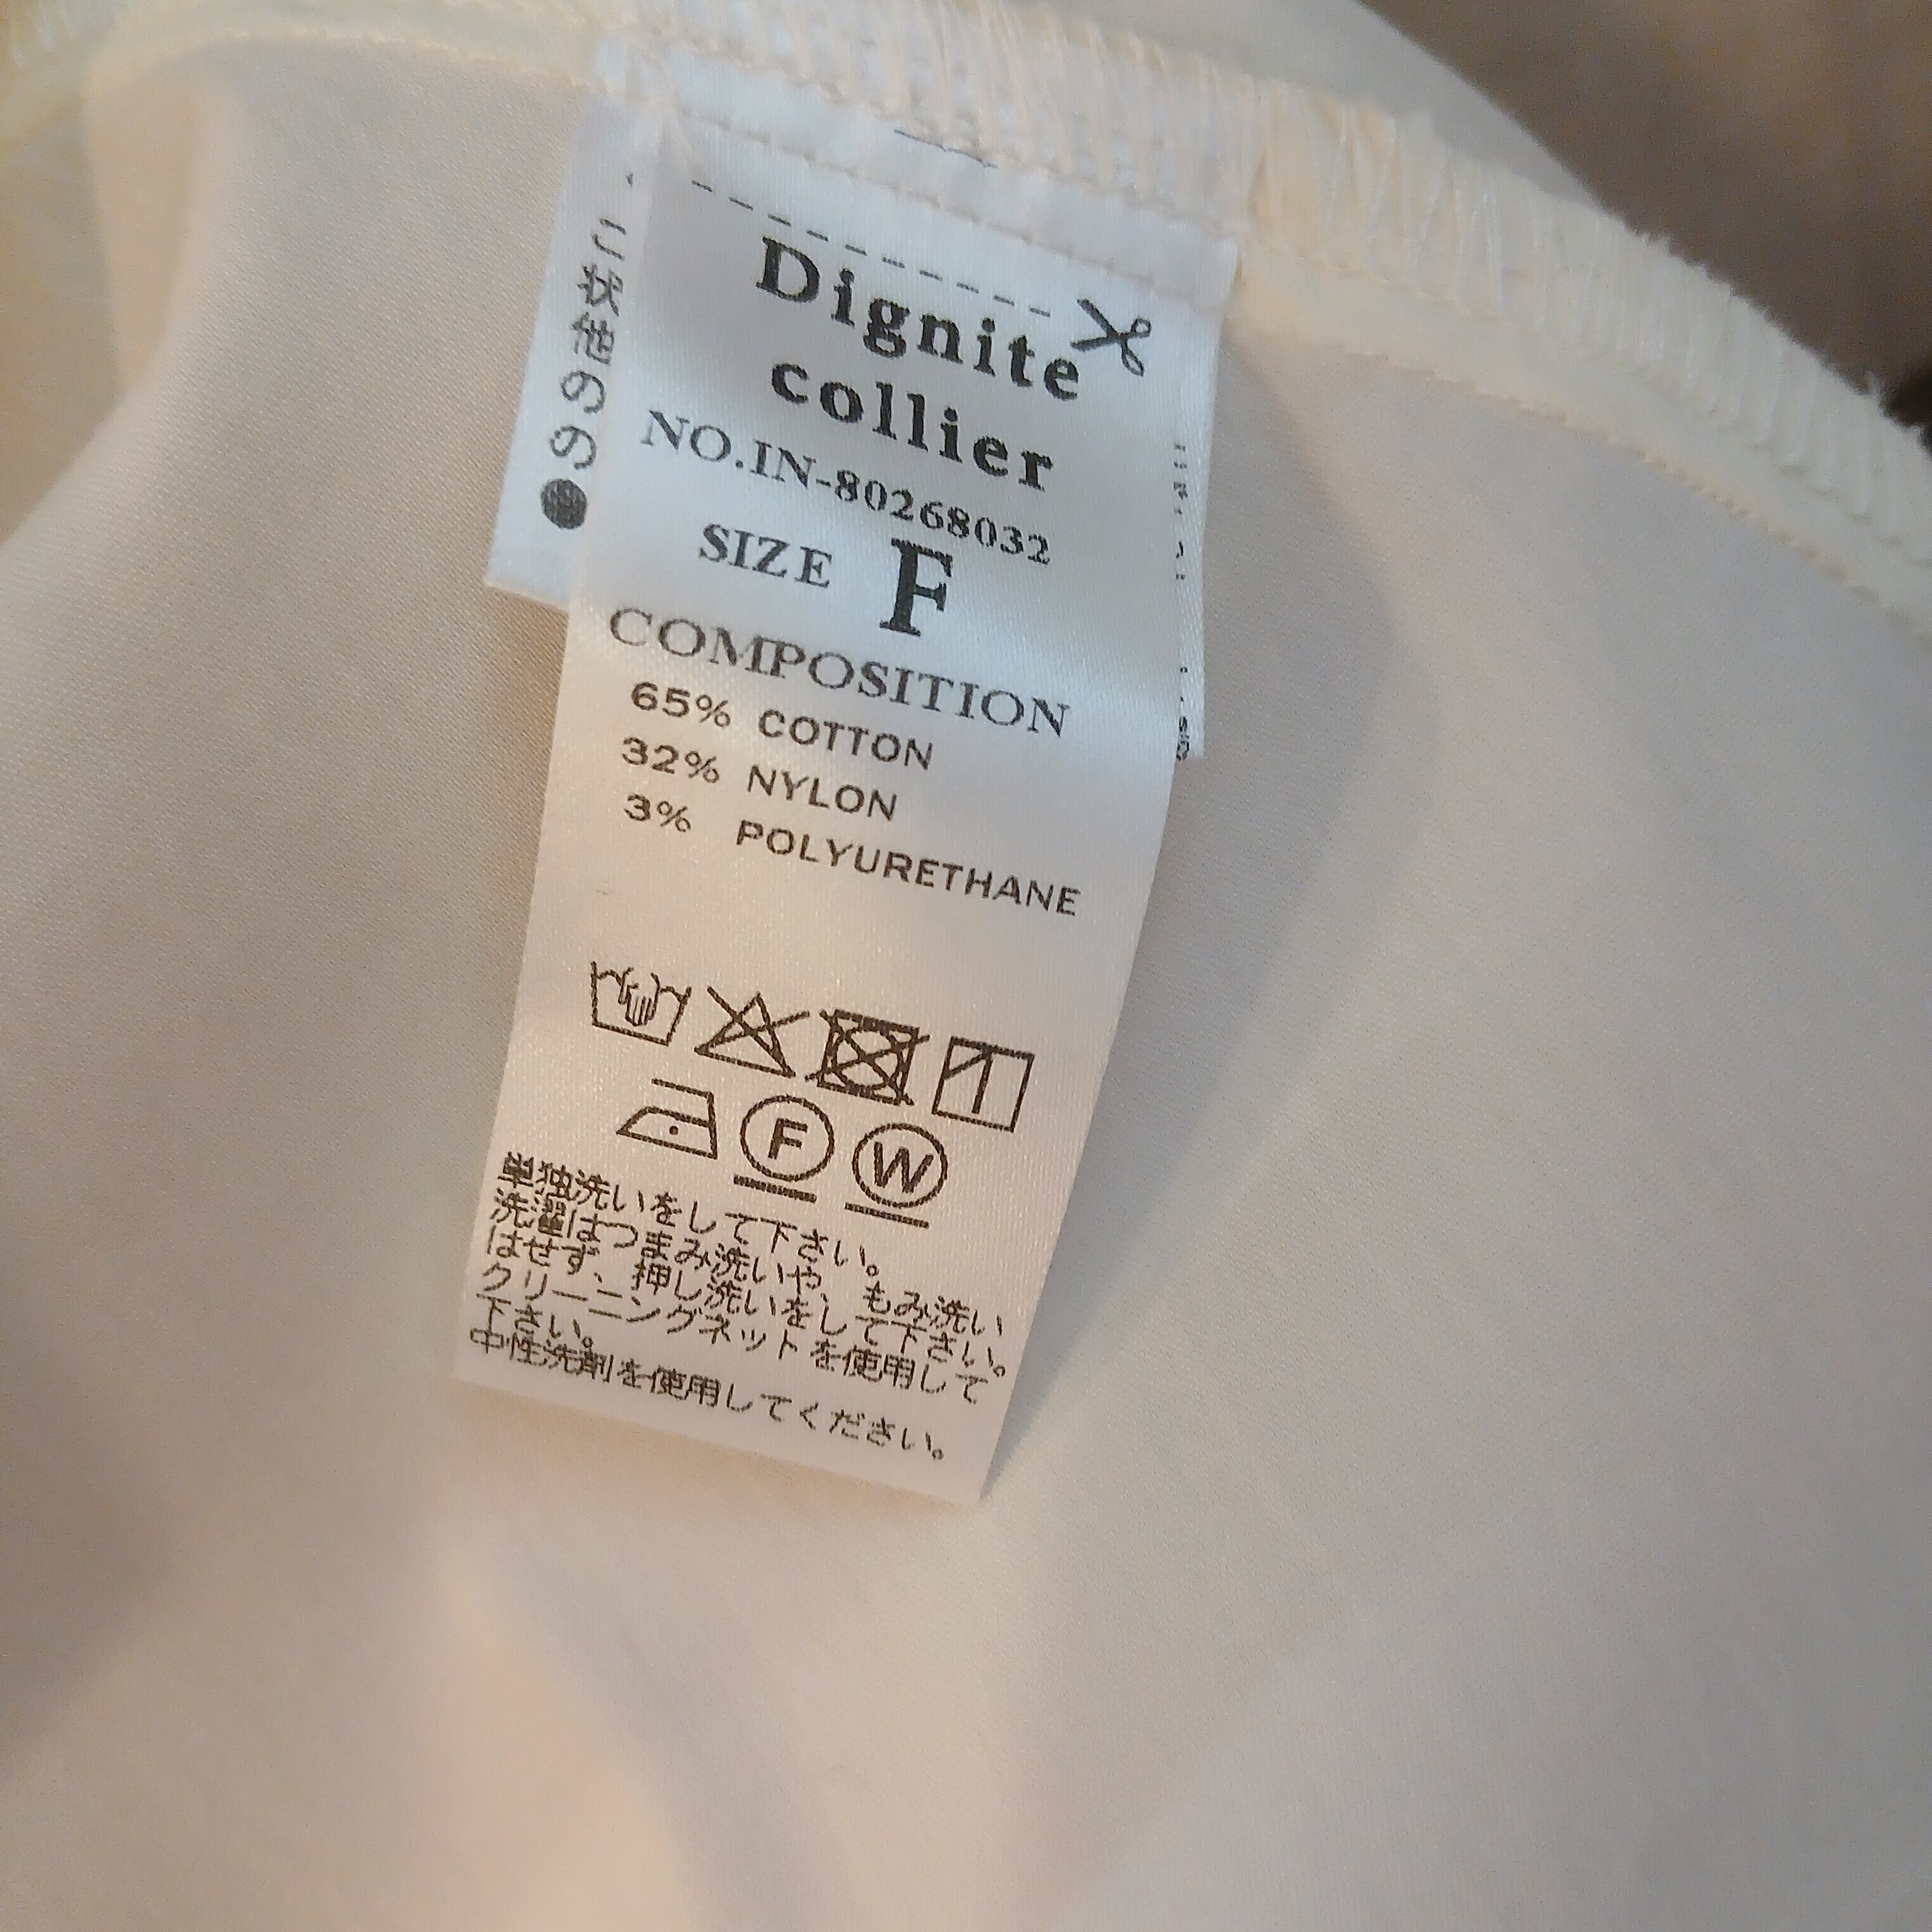 Dignite
collier
NO.IN-80268032
SIZE F
COMPOSITION
65% COTTON
32% NYLON
3% POLYURETHANE
F W
単独洗いをして下さい。
洗濯はつまみ洗いや、もみ洗い
はせず、押し洗いをして下さい。
クリーニングネットを使用して
下さい。
中性洗剤を使用してください。